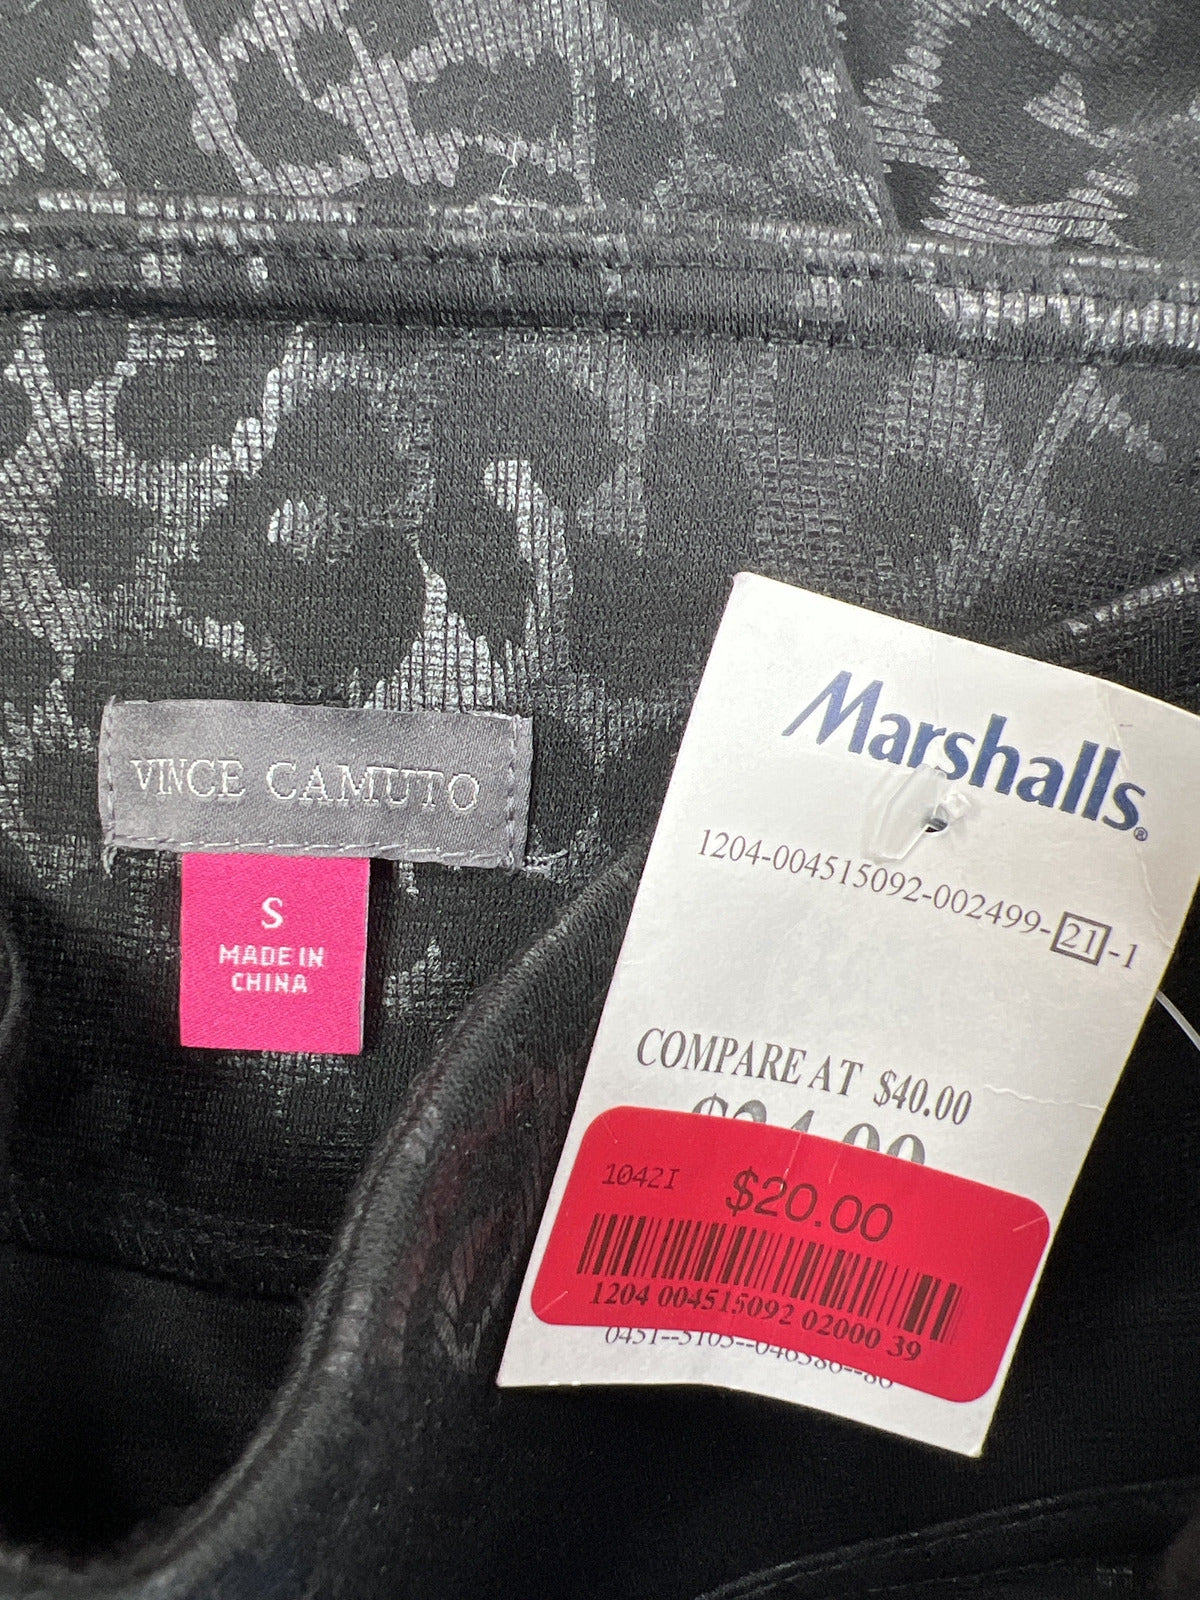 VINCE CAMUTO
S
MADE IN
CHINA
Marshalls®
1204-004515092-002499-21-1
COMPARE AT $40.00
1042I $20.00
1204 004515092 02000 39